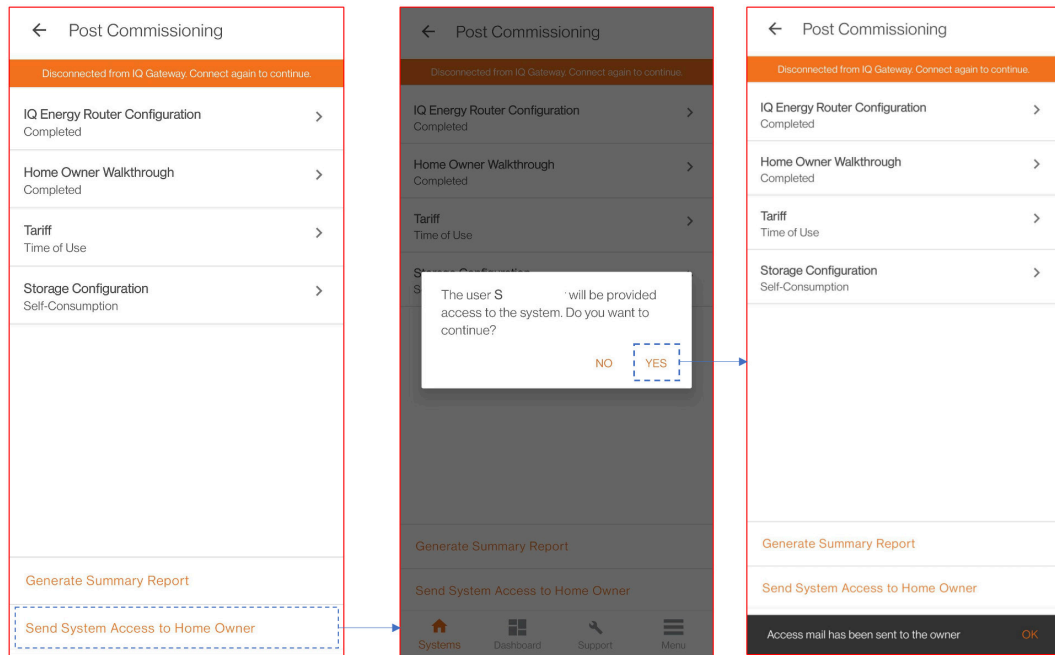 Post Commissioning
Disconnected from IQ Gateway. Connect again to continue.
IQ Energy Router Configuration
Completed
Home Owner Walkthrough
Completed
Tariff
Time of Use
Storage Configuration
Self-Consumption
Generate Summary Report
Send System Access to Home Owner
Post Commissioning
Disconnected from IQ Gateway. Connect again to continue.
IQ Energy Router Configuration
Completed
Home Owner Walkthrough
Completed
Tariff
Time of Use
The user S will be provided
access to the system. Do you want to
continue?
NO YES
Generate Summary Report
Send System Access to Home Owner
Systems Dashboard Support Menu
Post Commissioning
Disconnected from IQ Gateway. Connect again to continue.
IQ Energy Router Configuration
Completed
Home Owner Walkthrough
Completed
Tariff
Time of Use
Storage Configuration
Self-Consumption
Generate Summary Report
Send System Access to Home Owner
Access mail has been sent to the owner OK